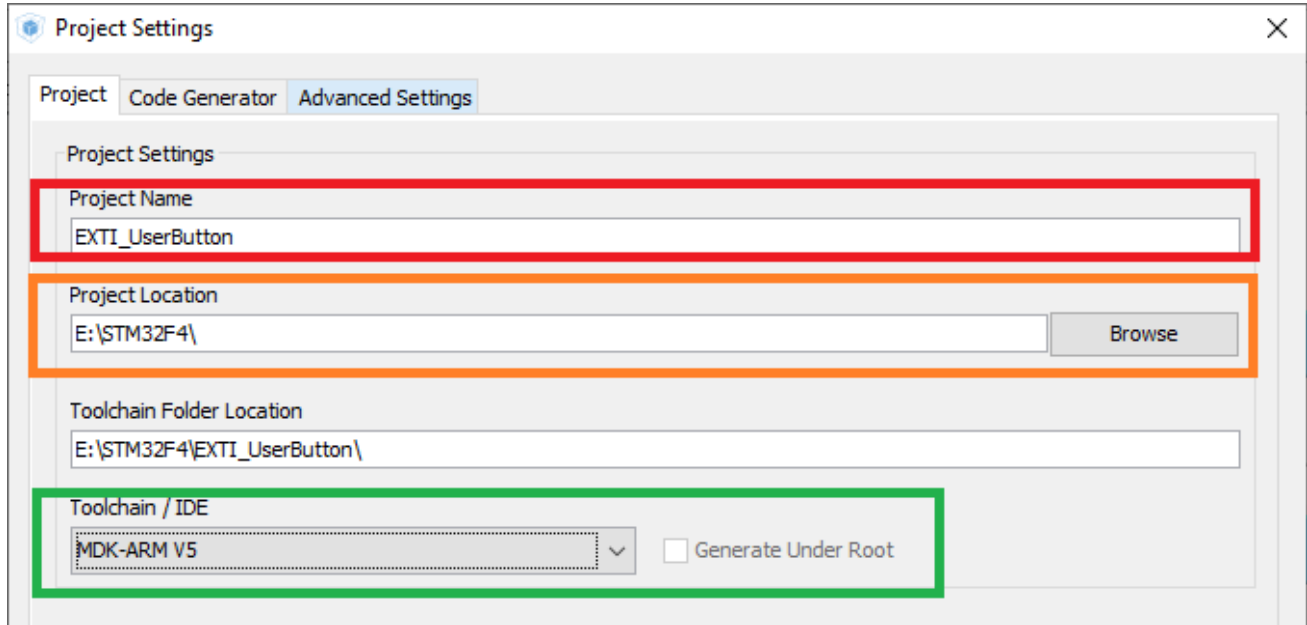 Project Settings
Project Code Generator Advanced Settings
Project Settings
Project Name
EXTI_UserButton
Project Location
E:\STM32F4\ Browse
Toolchain Folder Location
E:\STM32F4\EXTI_UserButton\
Toolchain / IDE
MDK-ARM V5 Generate Under Root